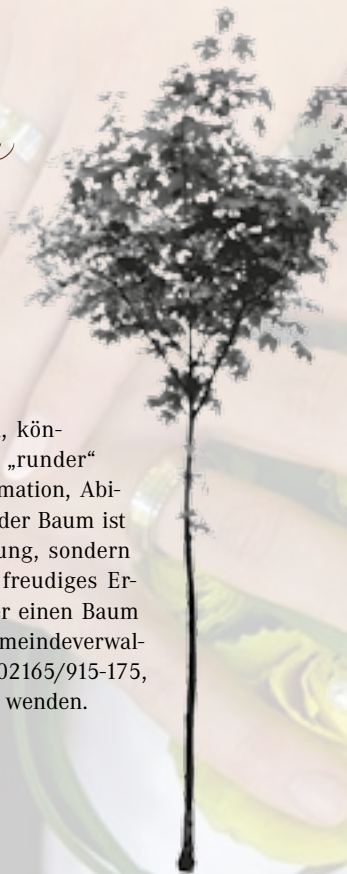 , kön-
„runder“
mation, Abi-
der Baum ist
ung, sondern
freudiges Er-
r einen Baum
meindeverwal-
02165/915-175,
wenden.